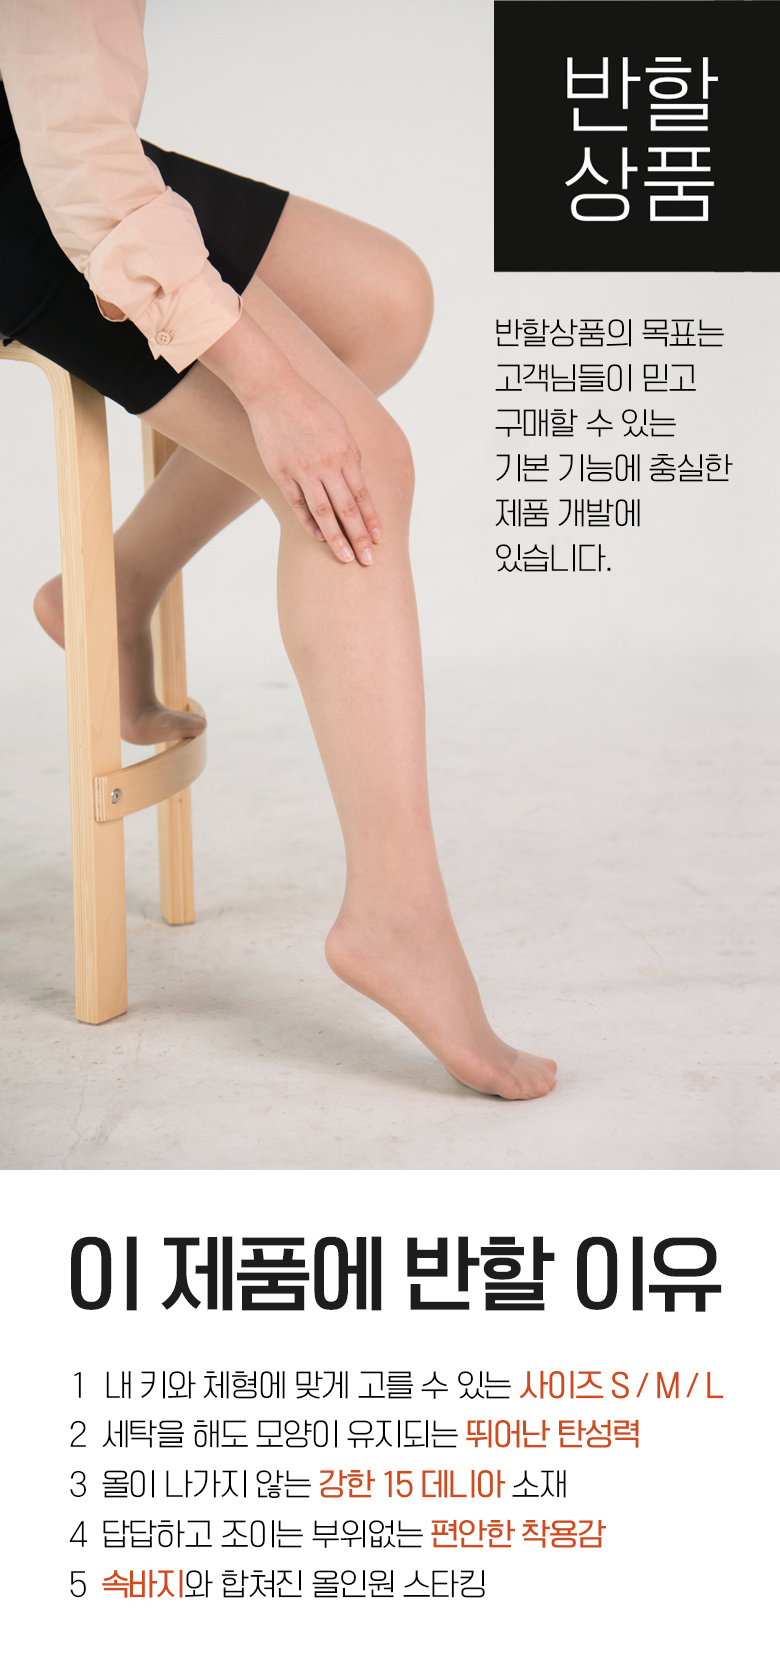 반할
상품
반할상품의 목표는
고객님들이 믿고
구매할 수 있는
기본 기능에 충실한
제품 개발에
있습니다.
이 제품에 반할 이유
1 내 키와 체형에 맞게 고를 수 있는 사이즈 S / M / L
2 세탁을 해도 모양이 유지되는 뛰어난 탄성력
3 올이 나가지 않는 강한 15 데니아 소재
4 답답하고 조이는 부위없는 편안한 착용감
5 속바지와 합쳐진 올인원 스타킹